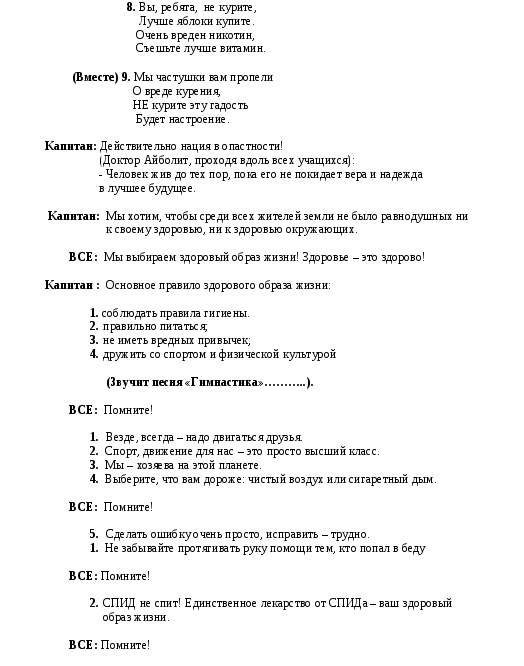 8. Вы, ребята,  не курите,
Лучше яблоки купите.
Очень вреден никотин,
Съешьте лучше витамин.
(Вместе) 9. Мы частушки вам пропели
О вреде курения,
НЕ курите эту гадость
Будет настроение.
Капитан: Действительно нация в опастности!
(Доктор Айболит, проходя вдоль всех учащихся):
- Человек жив до тех пор, пока его не покидает вера и надежда
в лучшее будущее.
Капитан:  Мы хотим, чтобы среди всех жителей земли не было равнодушных ни
к своему здоровью, ни к здоровью окружающих.
ВСЕ:  Мы выбираем здоровый образ жизни! Здоровье – это здорово!
Капитан :  Основное правило здорового образа жизни:
1. соблюдать правила гигиены.
2. правильно питаться;
3. не иметь вредных привычек;
4. дружить со спортом и физической культурой
(Звучит песня «Гимнастика»………..).
ВСЕ:  Помните!
1.  Везде, всегда – надо двигаться друзья.
2.  Спорт, движение для нас – это просто высший класс.
3.  Мы – хозяева на этой планете.
4.  Выберите, что вам дороже: чистый воздух или сигаретный дым.
ВСЕ:  Помните!
5.  Сделать ошибку очень просто, исправить – трудно.
1.  Не забывайте протягивать руку помощи тем, кто попал в беду
ВСЕ: Помните!
2. СПИД не спит! Единственное лекарство от СПИДа – ваш здоровый
образ жизни.
ВСЕ: Помните!